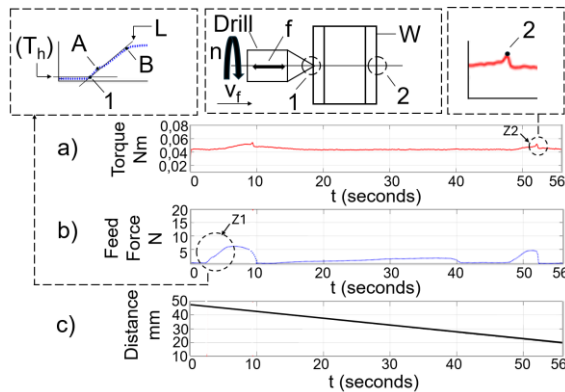 (Tₕ) A L B 1
Drill n f v_f W 1 2
2
a) Torque Nm 0,08 0,06 0,04 0,02 Z2
0 10 20 30 40 50 56
t (seconds)
b) Feed Force N 20 15 10 5 Z1
0 10 20 30 40 50 56
t (seconds)
c) Distance mm 50 40 30 20 10
0 10 20 30 40 50 56
t (seconds)